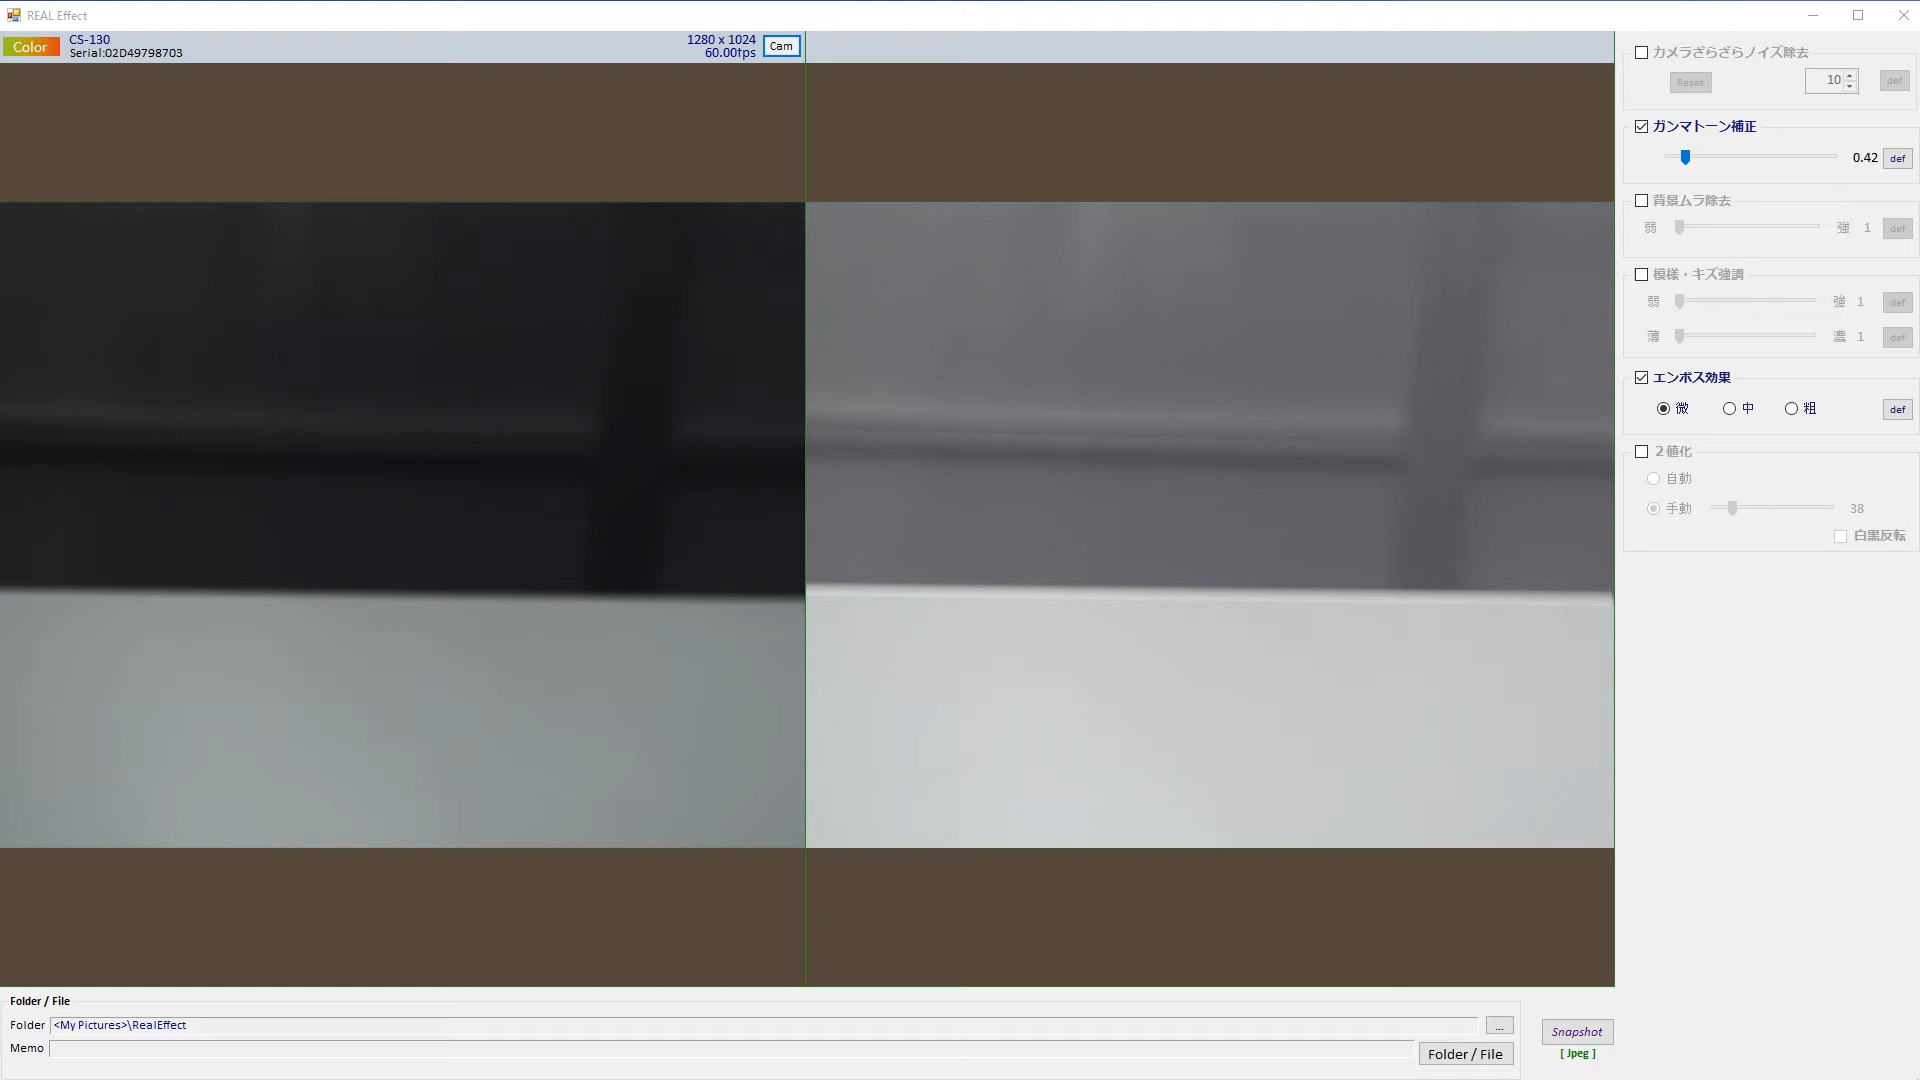 REAL Effect
Color
CS-130
Serial:02D49798703
1280 x 1024
60.00fps
Cam
カメラざらざらノイズ除去
Reset
10
def
ガンマトーン補正
0.42
def
背景ムラ除去
弱
強
1
def
模様・キズ強調
弱
強
1
def
薄
濃
1
def
エンボス効果
微
中
粗
def
２値化
自動
手動
38
白黒反転
Folder / File
Folder
<My Pictures>\RealEffect
...
Memo
Folder / File
Snapshot
[ Jpeg ]